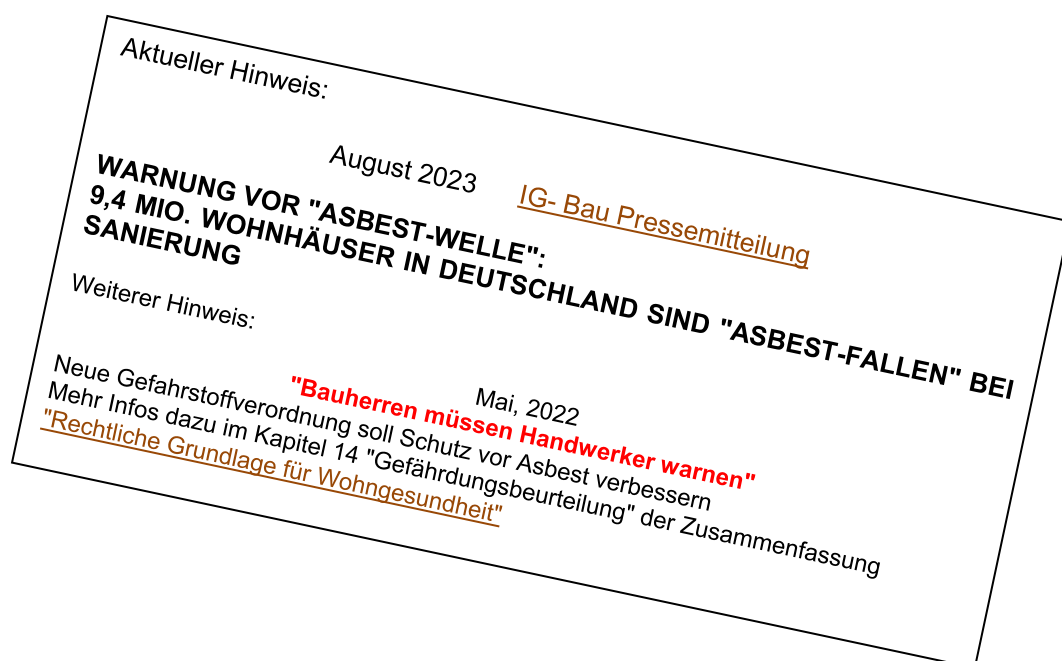 Aktueller Hinweis:
August 2023 IG- Bau Pressemitteilung
WARNUNG VOR "ASBEST-WELLE":
9,4 MIO. WOHNHÄUSER IN DEUTSCHLAND SIND "ASBEST-FALLEN" BEI
SANIERUNG
Weiterer Hinweis:
Mai, 2022
"Bauherren müssen Handwerker warnen"
Neue Gefahrstoffverordnung soll Schutz vor Asbest verbessern
Mehr Infos dazu im Kapitel 14 "Gefährdungsbeurteilung" der Zusammenfassung
"Rechtliche Grundlage für Wohngesundheit"